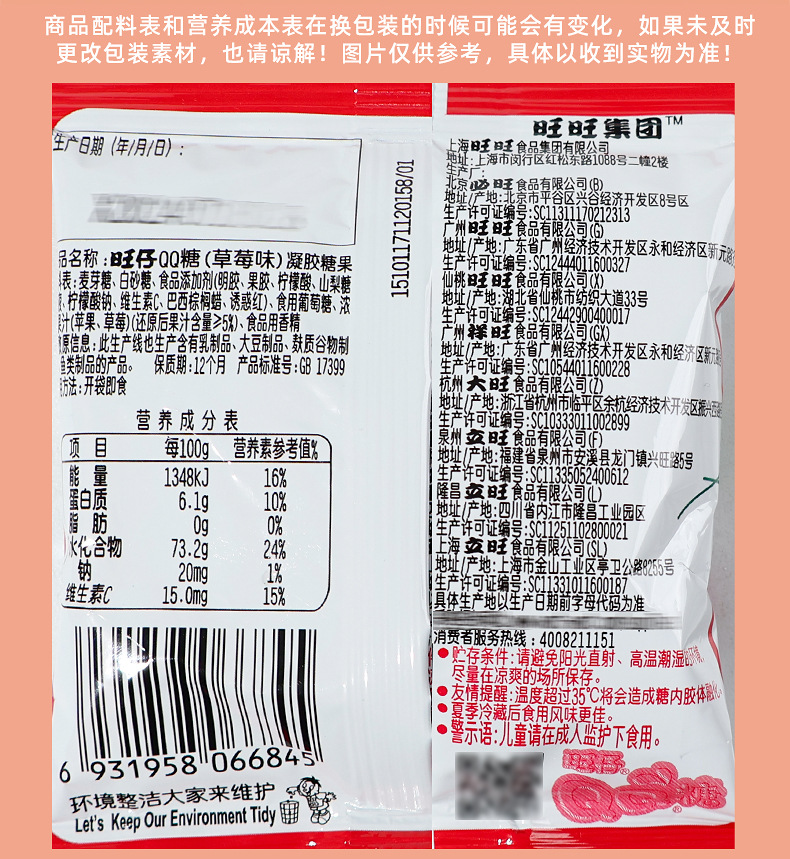 商品配料表和营养成本表在换包装的时候可能会有变化，如果未及时
更改包装素材，也请谅解！图片仅供参考，具体以收到实物为准！
生产日期（年/月/日）：
品名称：旺仔QQ糖（草莓味）凝胶糖果
表：麦芽糖、白砂糖、食品添加剂(明胶、果胶、柠檬酸、山梨糖
、柠檬酸钠、维生素C、巴西棕榈蜡、诱惑红)、食用葡萄糖、浓
汁(苹果、草莓)(还原后果汁含量≥5%)、食品用香精
原信息：此生产线也生产含有乳制品、大豆制品、麸质谷物制
鱼类制品的产品。 保质期：12个月 产品标准号：GB 17399
方法：开袋即食
营养成分表
项 目 每100g 营养素参考值%
能 量 1348kJ 16%
蛋白质 6.1g 10%
脂 肪 0g 0%
水化合物 73.2g 24%
钠 20mg 1%
维生素C 15.0mg 15%
6 931958 066845
环境整洁大家来维护
Let's Keep Our Environment Tidy
15101171120158/01
旺旺集团™
上海旺旺食品集团有限公司
地址：上海市闵行区红松东路1088号二幢2楼
生产厂：
北京必旺食品有限公司(B)
地址/产地：北京市平谷区兴谷经济开发区8号区
生产许可证编号：SC11311170212313
广州旺旺食品有限公司(G)
地址/产地：广东省广州经济技术开发区永和经济区新元路
生产许可证编号：SC12444011600327
仙桃旺旺食品有限公司(X)
地址/产地：湖北省仙桃市纺织大道33号
生产许可证编号：SC12442900400017
广州祥旺食品有限公司(GX)
地址/产地：广东省广州经济技术开发区永和经济区新元
生产许可证编号：SC10544011600228
杭州大旺食品有限公司(Z)
地址/产地：浙江省杭州市临平区余杭经济技术开发区振兴西
生产许可证编号：SC10333011002899
泉州立旺食品有限公司(F)
地址/产地：福建省泉州市安溪县龙门镇兴旺路5号
生产许可证编号：SC11335052400612
隆昌立旺食品有限公司(L)
地址/产地：四川省内江市隆昌工业园区
生产许可证编号：SC11251102800021
上海立旺食品有限公司(SL)
地址/产地：上海市金山工业区亭卫公路6255号
生产许可证编号：SC11331011600187
具体生产地以生产日期前字母代码为准
消费者服务热线：4008211151
●贮存条件：请避免阳光直射、高温潮湿的环境，
尽量在凉爽的场所保存。
●友情提醒：温度超过35℃将会造成糖内胶体融化。
●夏季冷藏后食用风味更佳。
●警示语：儿童请在成人监护下食用。
旺仔®
QQ糖®